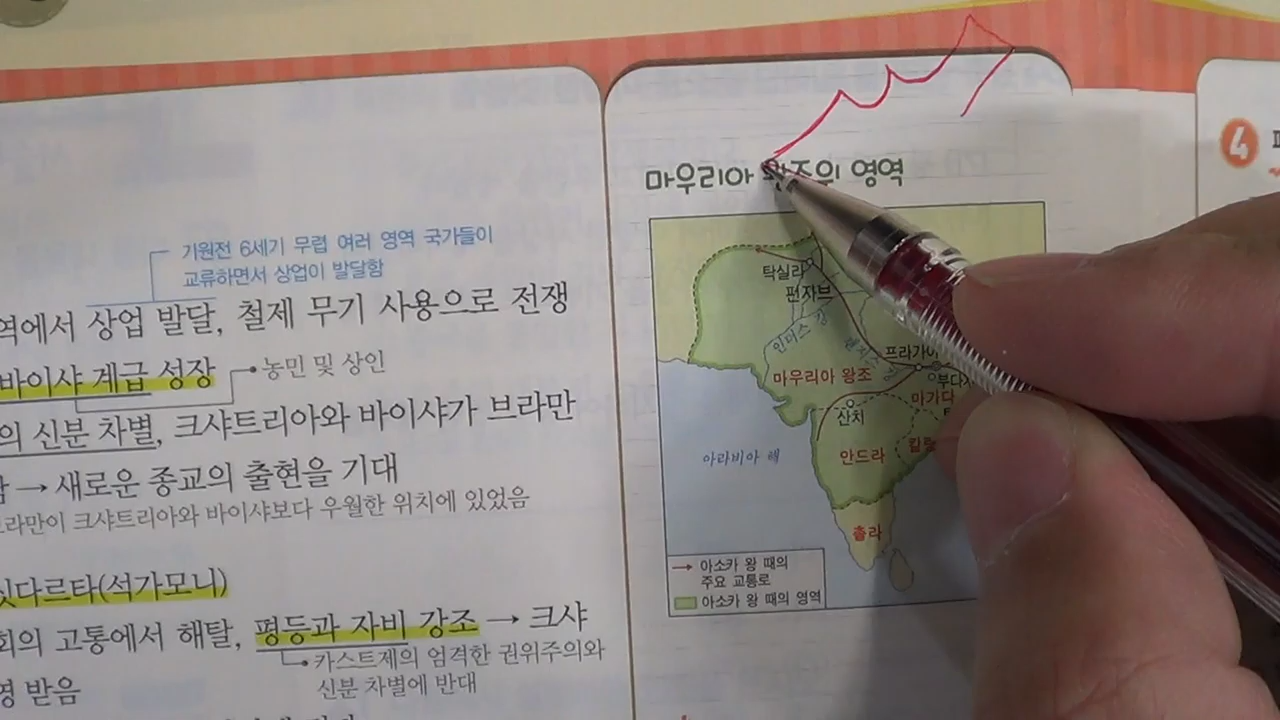 기원전 6세기 무렵 여러 영역 국가들이
교류하면서 상업이 발달함
역에서 상업 발달, 철제 무기 사용으로 전쟁
바이샤 계급 성장
농민 및 상인
의 신분 차별, 크샤트리아와 바이샤가 브라만
→ 새로운 종교의 출현을 기대
브라만이 크샤트리아와 바이샤보다 우월한 위치에 있었음
싯다르타(석가모니)
회의 고통에서 해탈, 평등과 자비 강조 → 크샤
카스트제의 엄격한 권위주의와
신분 차별에 반대
받음
마우리아 왕조의 영역
탁실라
펀자브
인더스 강
마우리아 왕조
산치
마가다
안드라
아라비아 해
촐라
아소카 왕 때의
주요 교통로
아소카 왕 때의 영역
4